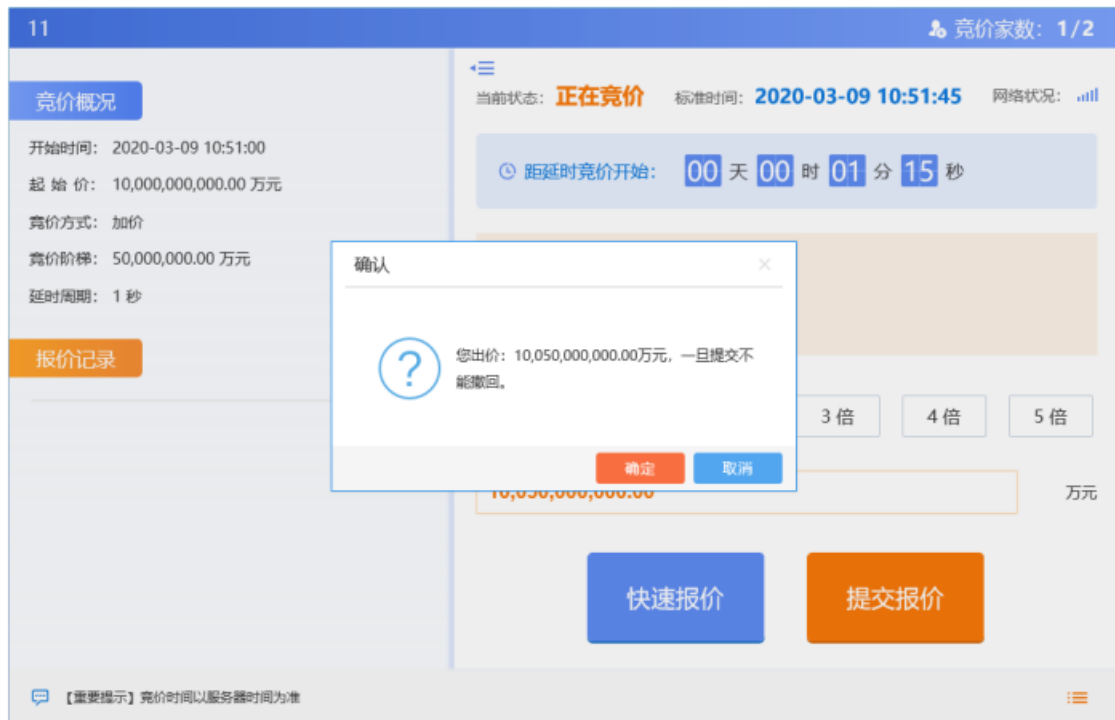 11
竞价家数：1/2
竞价概况
开始时间： 2020-03-09 10:51:00
起 始 价： 10,000,000,000.00 万元
竞价方式： 加价
竞价阶梯： 50,000,000.00 万元
延时周期： 1 秒
报价记录
当前状态： 正在竞价 标准时间： 2020-03-09 10:51:45 网络状况：
距延时竞价开始： 00 天 00 时 01 分 15 秒
确认
您出价：10,050,000,000.00万元，一旦提交不
能撤回。
确定 取消
3 倍 4 倍 5 倍
10,050,000,000.00 万元
快速报价 提交报价
【重要提示】竞价时间以服务器时间为准